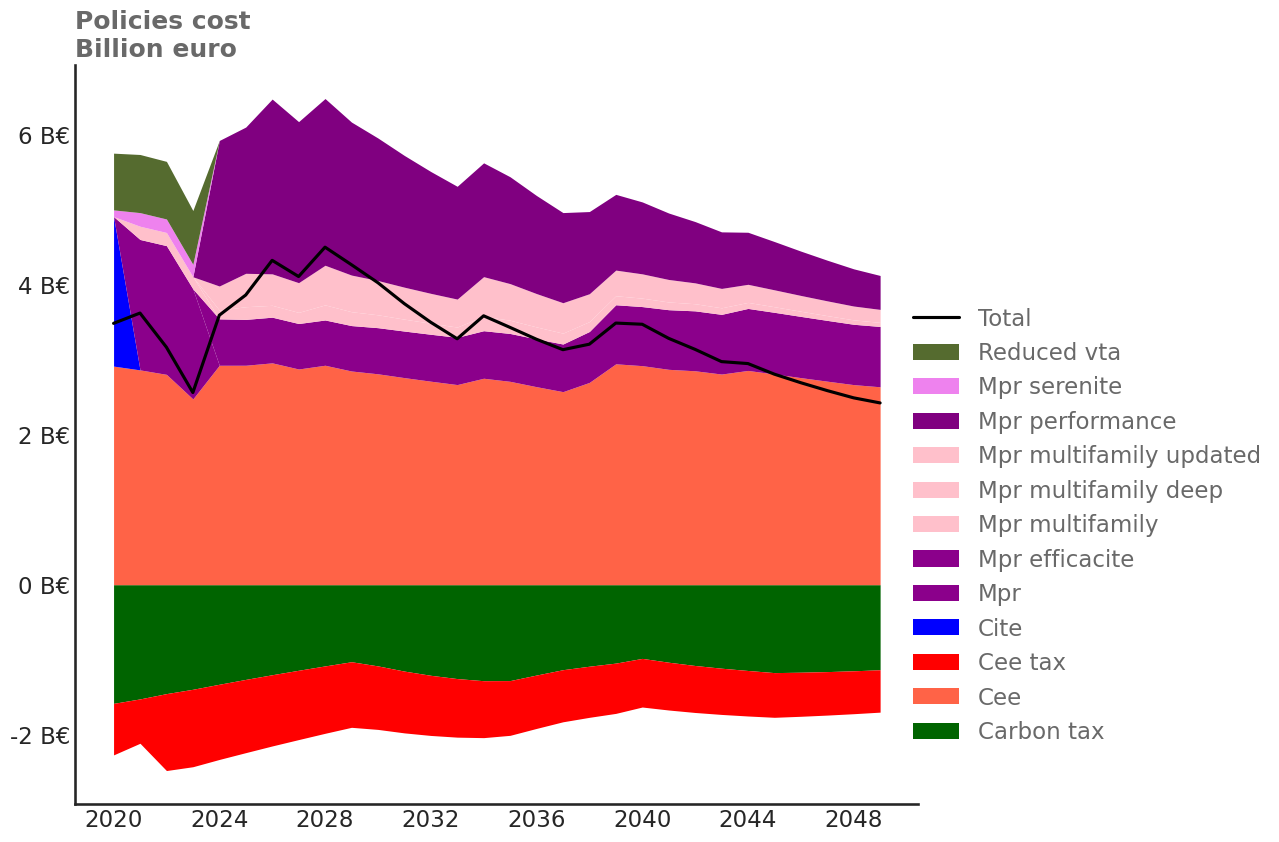 Policies cost
Billion euro
6 B€
4 B€
2 B€
0 B€
-2 B€
2020
2024
2028
2032
2036
2040
2044
2048
Total
Reduced vta
Mpr serenite
Mpr performance
Mpr multifamily updated
Mpr multifamily deep
Mpr multifamily
Mpr efficacite
Mpr
Cite
Cee tax
Cee
Carbon tax